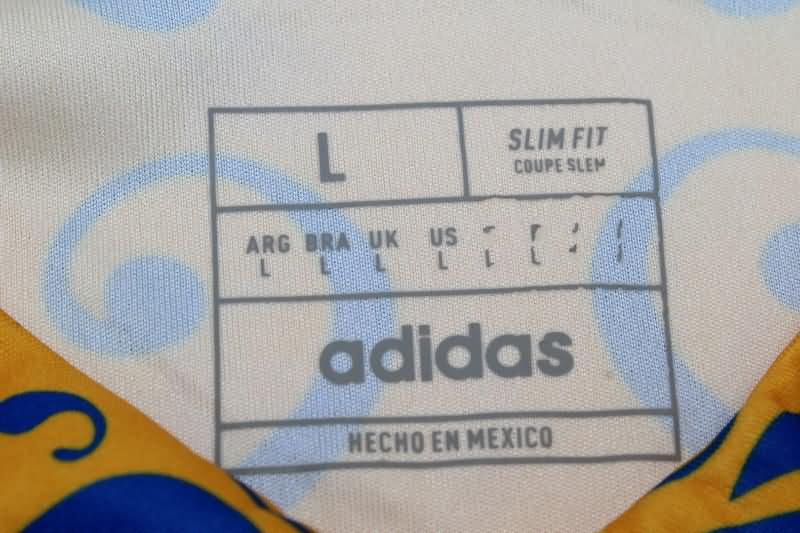 L
SLIM FIT
COUPE SLEM
ARG BRA UK US
L L L L L L
adidas
HECHO EN MEXICO